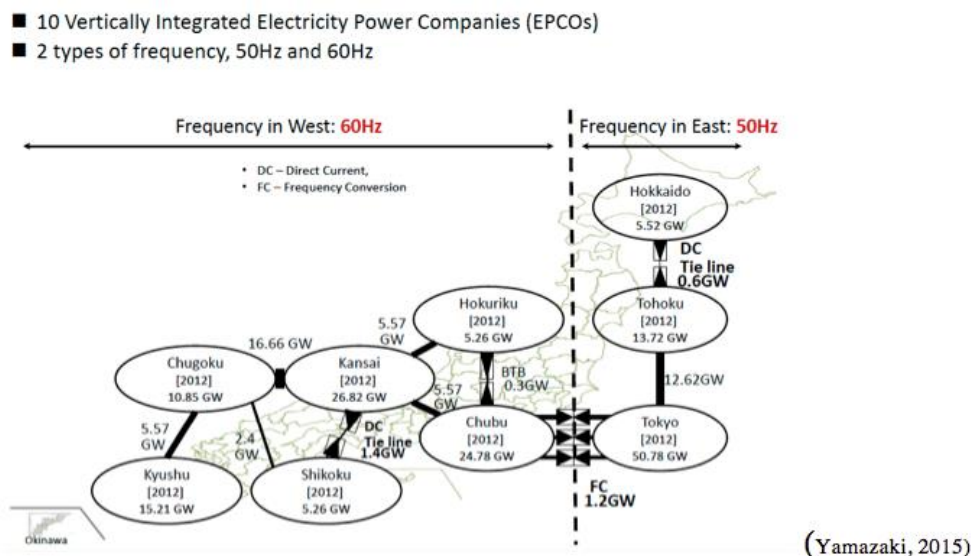 ■ 10 Vertically Integrated Electricity Power Companies (EPCOs)
■ 2 types of frequency, 50Hz and 60Hz
Frequency in West: 60Hz
Frequency in East: 50Hz
• DC – Direct Current,
• FC – Frequency Conversion
Hokkaido
[2012]
5.52 GW
DC
Tie line
0.6GW
Hokuriku
[2012]
5.26 GW
Tohoku
[2012]
13.72 GW
5.57
GW
16.66 GW
Chugoku
[2012]
10.85 GW
Kansai
[2012]
26.82 GW
BTB
0.3GW
12.62GW
5.57
GW
Chubu
[2012]
24.78 GW
Tokyo
[2012]
50.78 GW
5.57
GW
2.4
GW
DC
Tie line
1.4GW
Kyushu
[2012]
15.21 GW
Shikoku
[2012]
5.26 GW
FC
1.2GW
Okinawa
(Yamazaki, 2015)